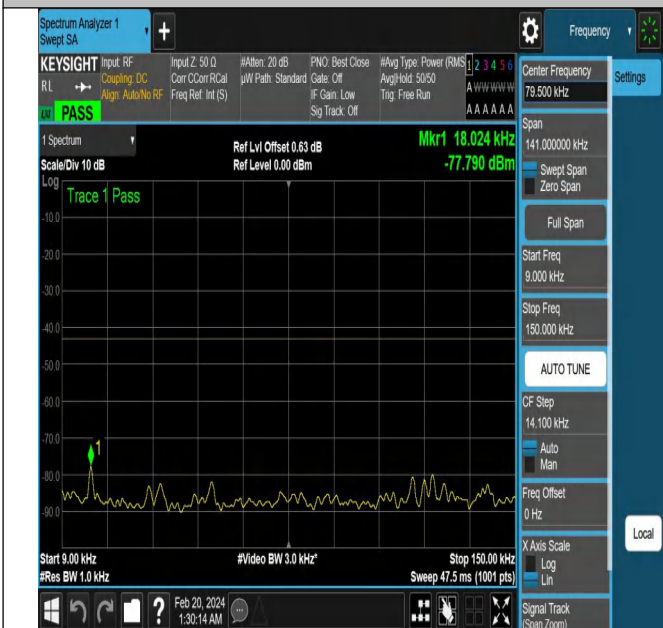 Spectrum Analyzer 1
Swept SA
+
Frequency
KEYSIGHT
RL
LXI
PASS
Input: RF
Coupling: DC
Align: Auto/No RF
Input Z: 50 Ω
Corr CCorr RCal
Freq Ref: Int (S)
#Atten: 20 dB
µW Path: Standard
PNO: Best Close
Gate: Off
IF Gain: Low
Sig Track: Off
#Avg Type: Power (RMS
Avg|Hold: 50/50
Trig: Free Run
1 2 3 4 5 6
A W W W W W
A A A A A A
1 Spectrum
Scale/Div 10 dB
Log
Ref Lvl Offset 0.63 dB
Ref Level 0.00 dBm
Mkr1 18.024 kHz
-77.790 dBm
Trace 1 Pass
-10.0
-20.0
-30.0
-40.0
-50.0
-60.0
-70.0
-80.0
-90.0
1
Start 9.00 kHz
#Res BW 1.0 kHz
#Video BW 3.0 kHz*
Stop 150.00 kHz
Sweep 47.5 ms (1001 pts)
?
Feb 20, 2024
1:30:14 AM
Center Frequency
79.500 kHz
Span
141.000000 kHz
Swept Span
Zero Span
Full Span
Start Freq
9.000 kHz
Stop Freq
150.000 kHz
AUTO TUNE
CF Step
14.100 kHz
Auto
Man
Freq Offset
0 Hz
X Axis Scale
Log
Lin
Signal Track
(Span Zoom)
Settings
Local